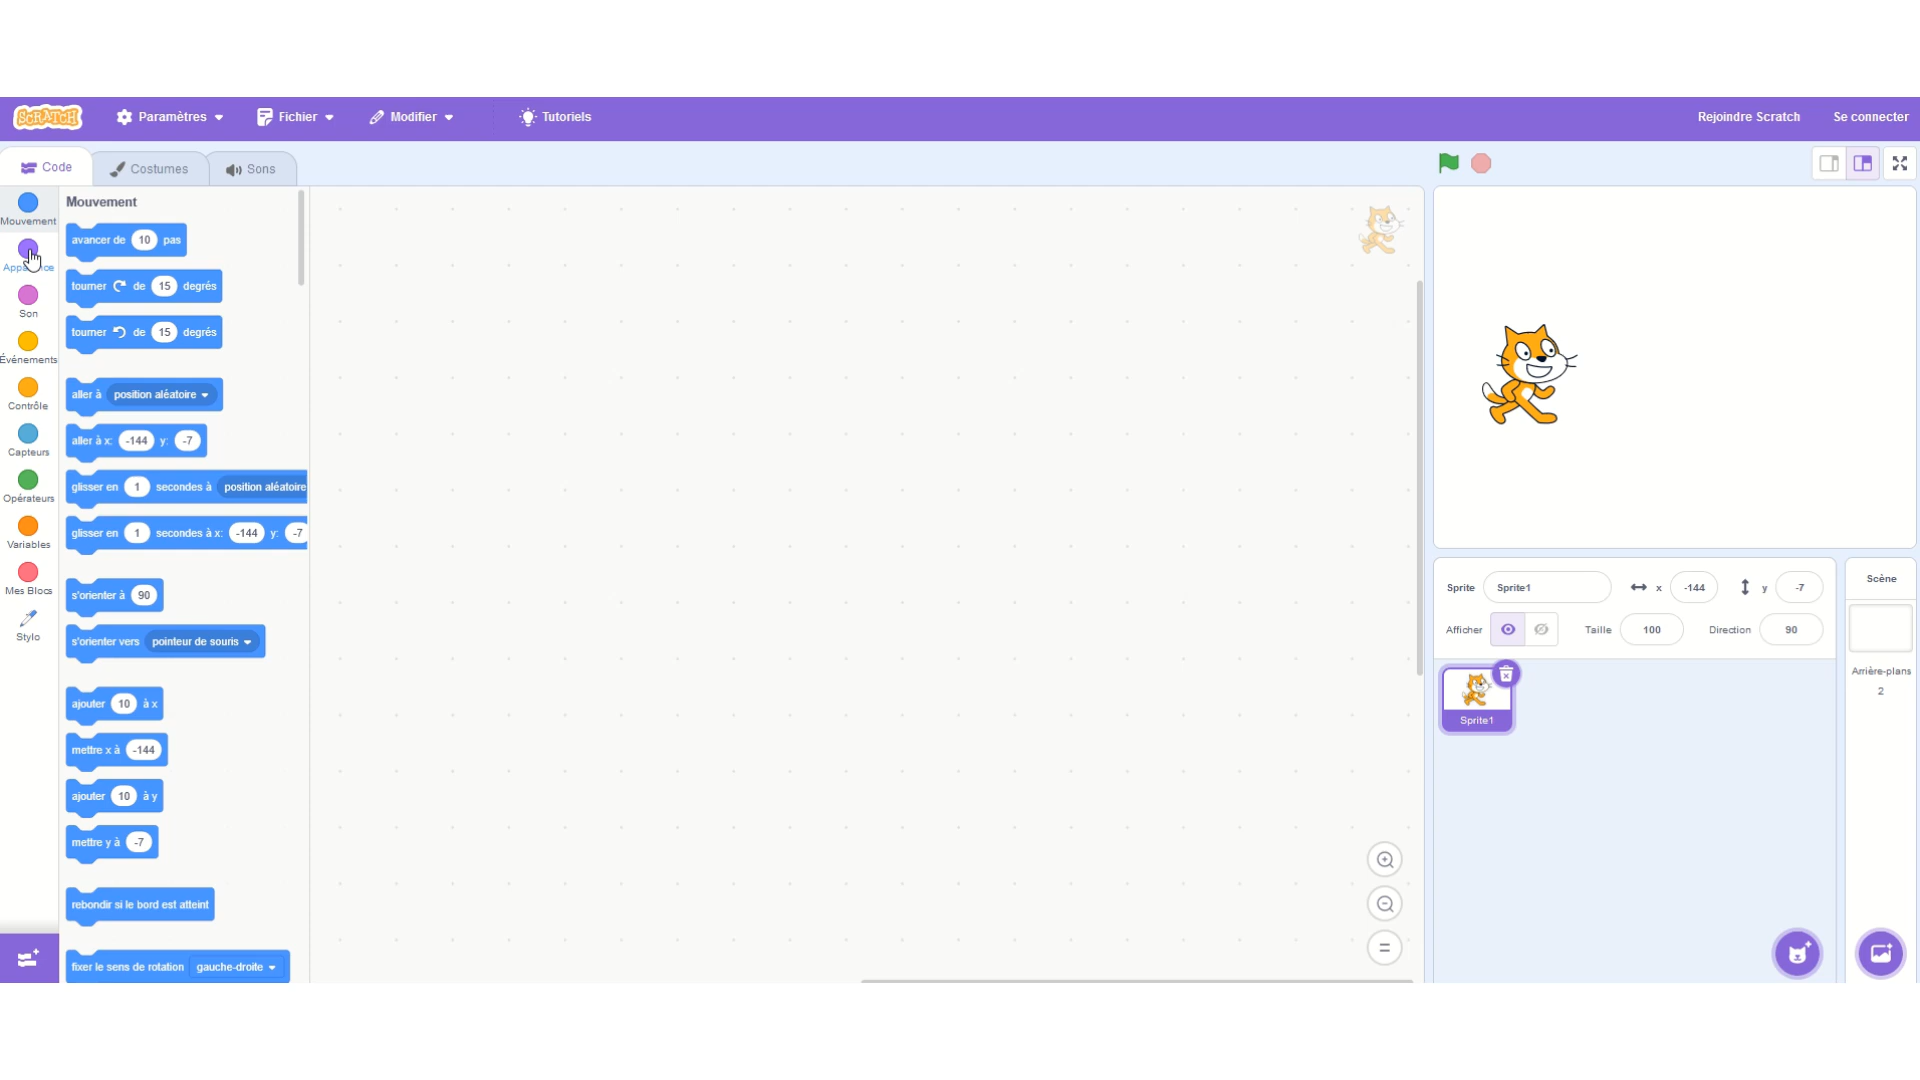 SCRATCH Paramètres Fichier Modifier Tutoriels Rejoindre Scratch Se connecter
Code Costumes Sons
Mouvement
Son
Événements
Contrôle
Capteurs
Opérateurs
Variables
Mes Blocs
Stylo
Mouvement
avancer de 10 pas
tourner de 15 degrés
tourner de 15 degrés
aller à position aléatoire
aller à x: -144 y: -7
glisser en 1 secondes à position aléatoire
glisser en 1 secondes à x: -144 y: -7
s'orienter à 90
s'orienter vers pointeur de souris
ajouter 10 à x
mettre x à -144
ajouter 10 à y
mettre y à -7
rebondir si le bord est atteint
fixer le sens de rotation gauche-droite
Sprite Sprite1 x -144 y -7
Afficher Taille 100 Direction 90
Sprite1
Scène
Arrière-plans
2